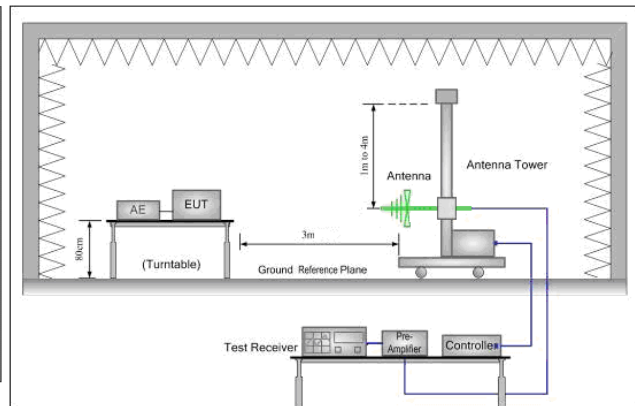 1m to 4m
Antenna
Antenna Tower
AE
EUT
3m
80cm
(Turntable)
Ground Reference Plane
Test Receiver
Pre-
Amplifier
Controller